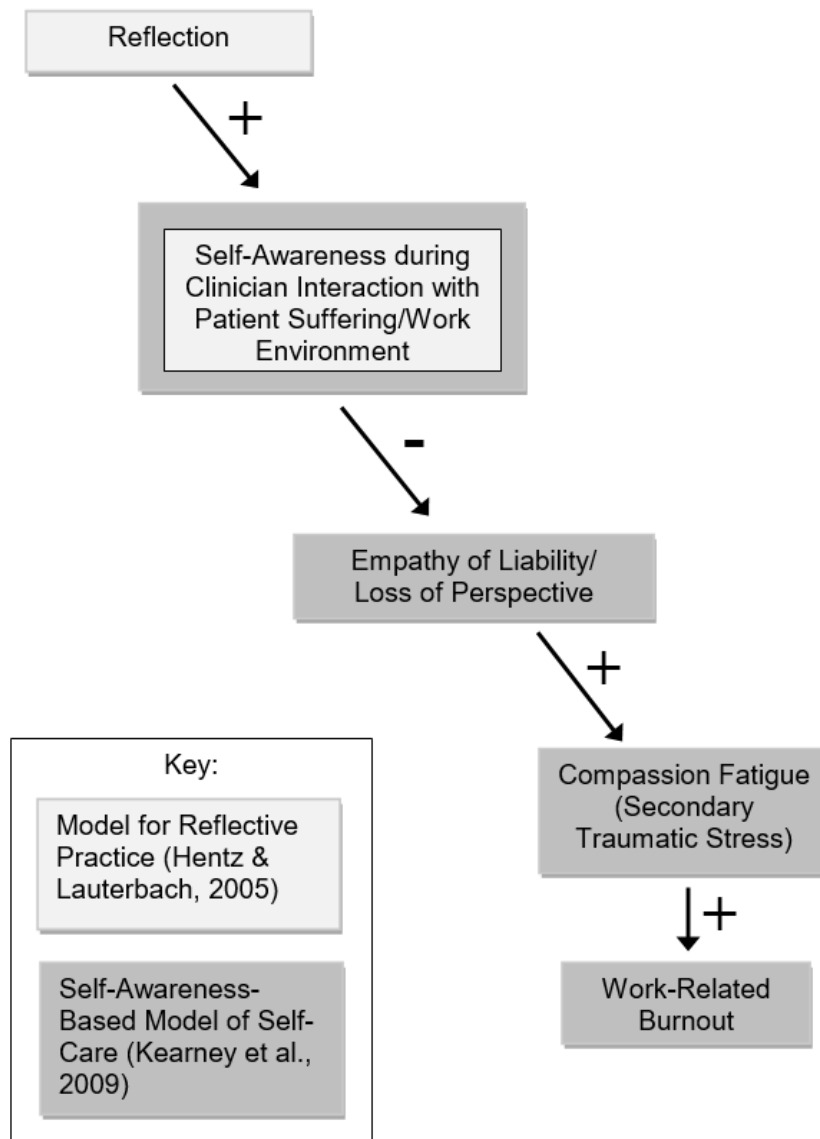 Reflection
+
Self-Awareness during
Clinician Interaction with
Patient Suffering/Work
Environment
-
Empathy of Liability/
Loss of Perspective
+
Compassion Fatigue
(Secondary
Traumatic Stress)
+
Work-Related
Burnout
Key:
Model for Reflective
Practice (Hentz &
Lauterbach, 2005)
Self-Awareness-
Based Model of Self-
Care (Kearney et al.,
2009)